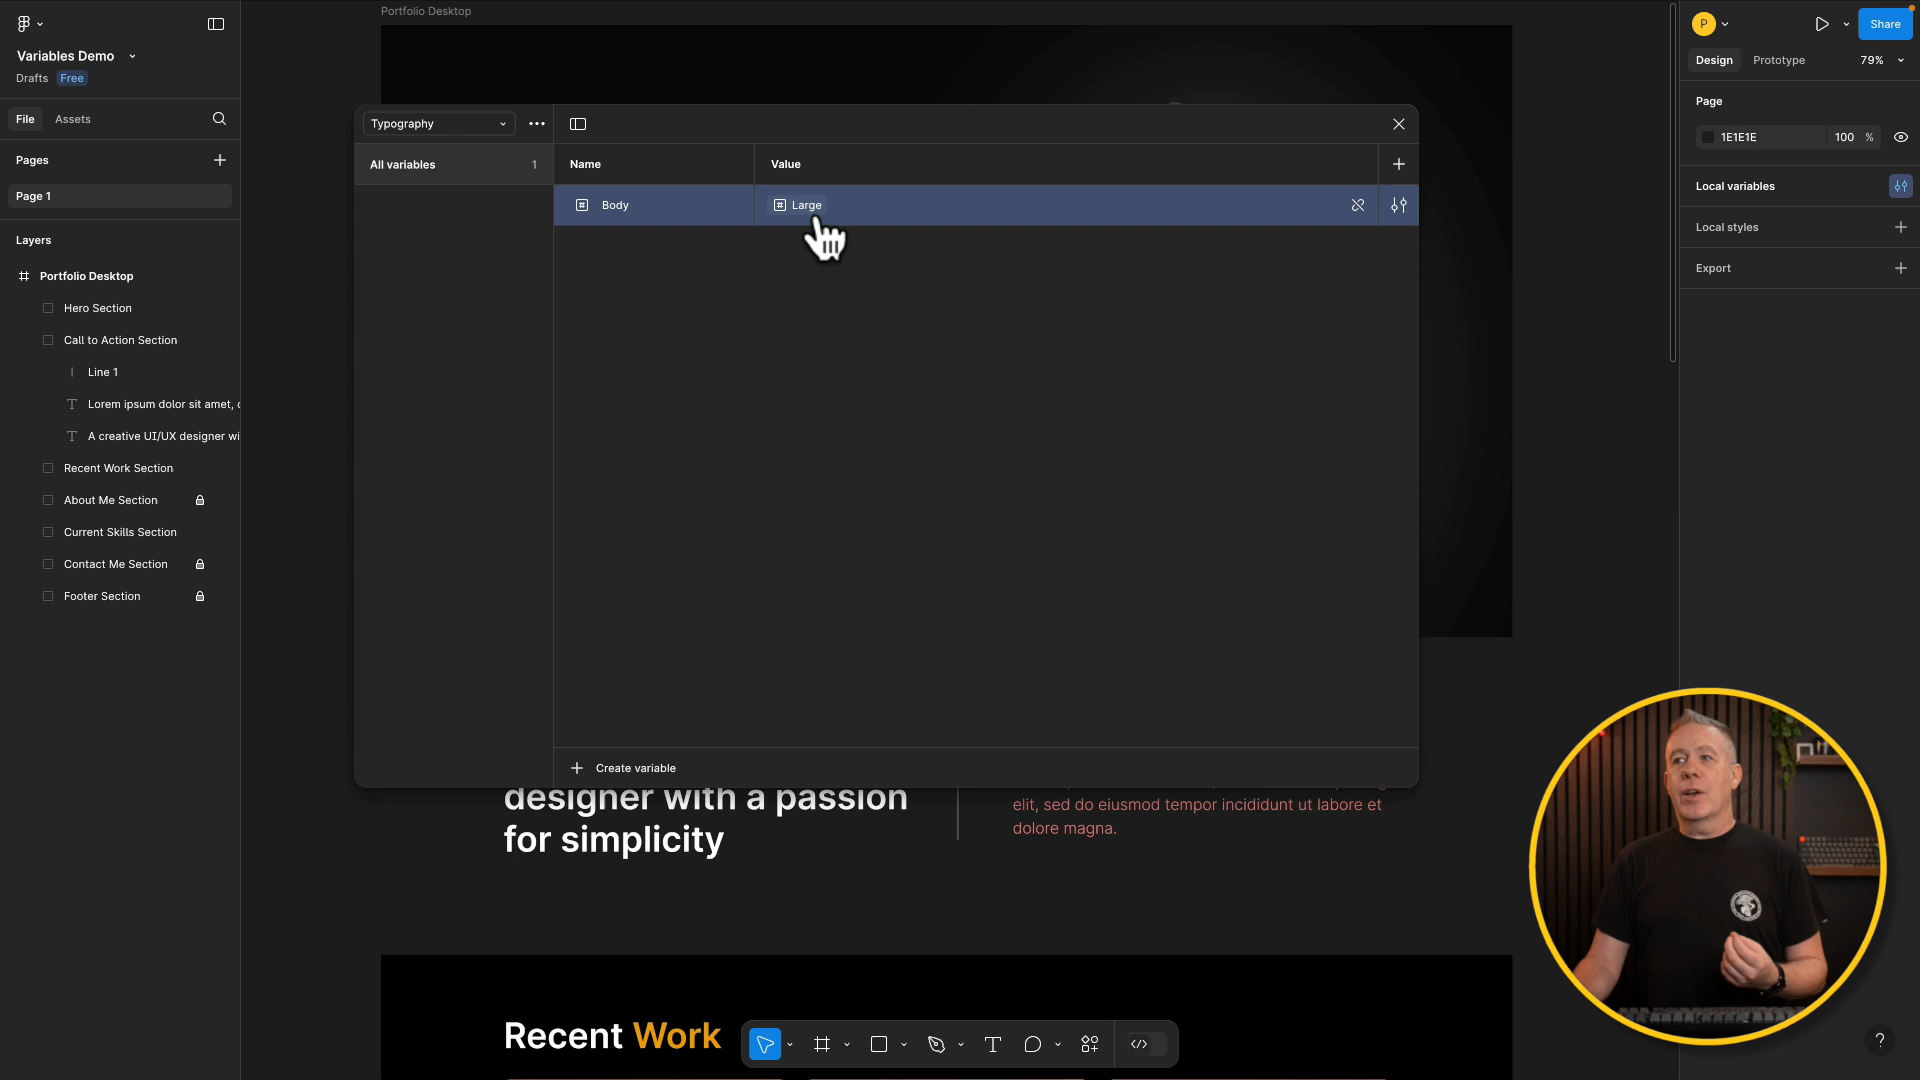 Portfolio Desktop
Variables Demo
Drafts Free
File Assets
Pages
Page 1
Layers
Portfolio Desktop
Hero Section
Call to Action Section
Line 1
Lorem ipsum dolor sit amet,
A creative UI/UX designer wi
Recent Work Section
About Me Section
Current Skills Section
Contact Me Section
Footer Section
Typography
All variables 1
Name Value
Body Large
Create variable
designer with a passion
for simplicity
elit, sed do eiusmod tempor incididunt ut labore et
dolore magna.
Recent Work
P
Share
Design Prototype 79%
Page
1E1E1E 100 %
Local variables
Local styles
Export
?